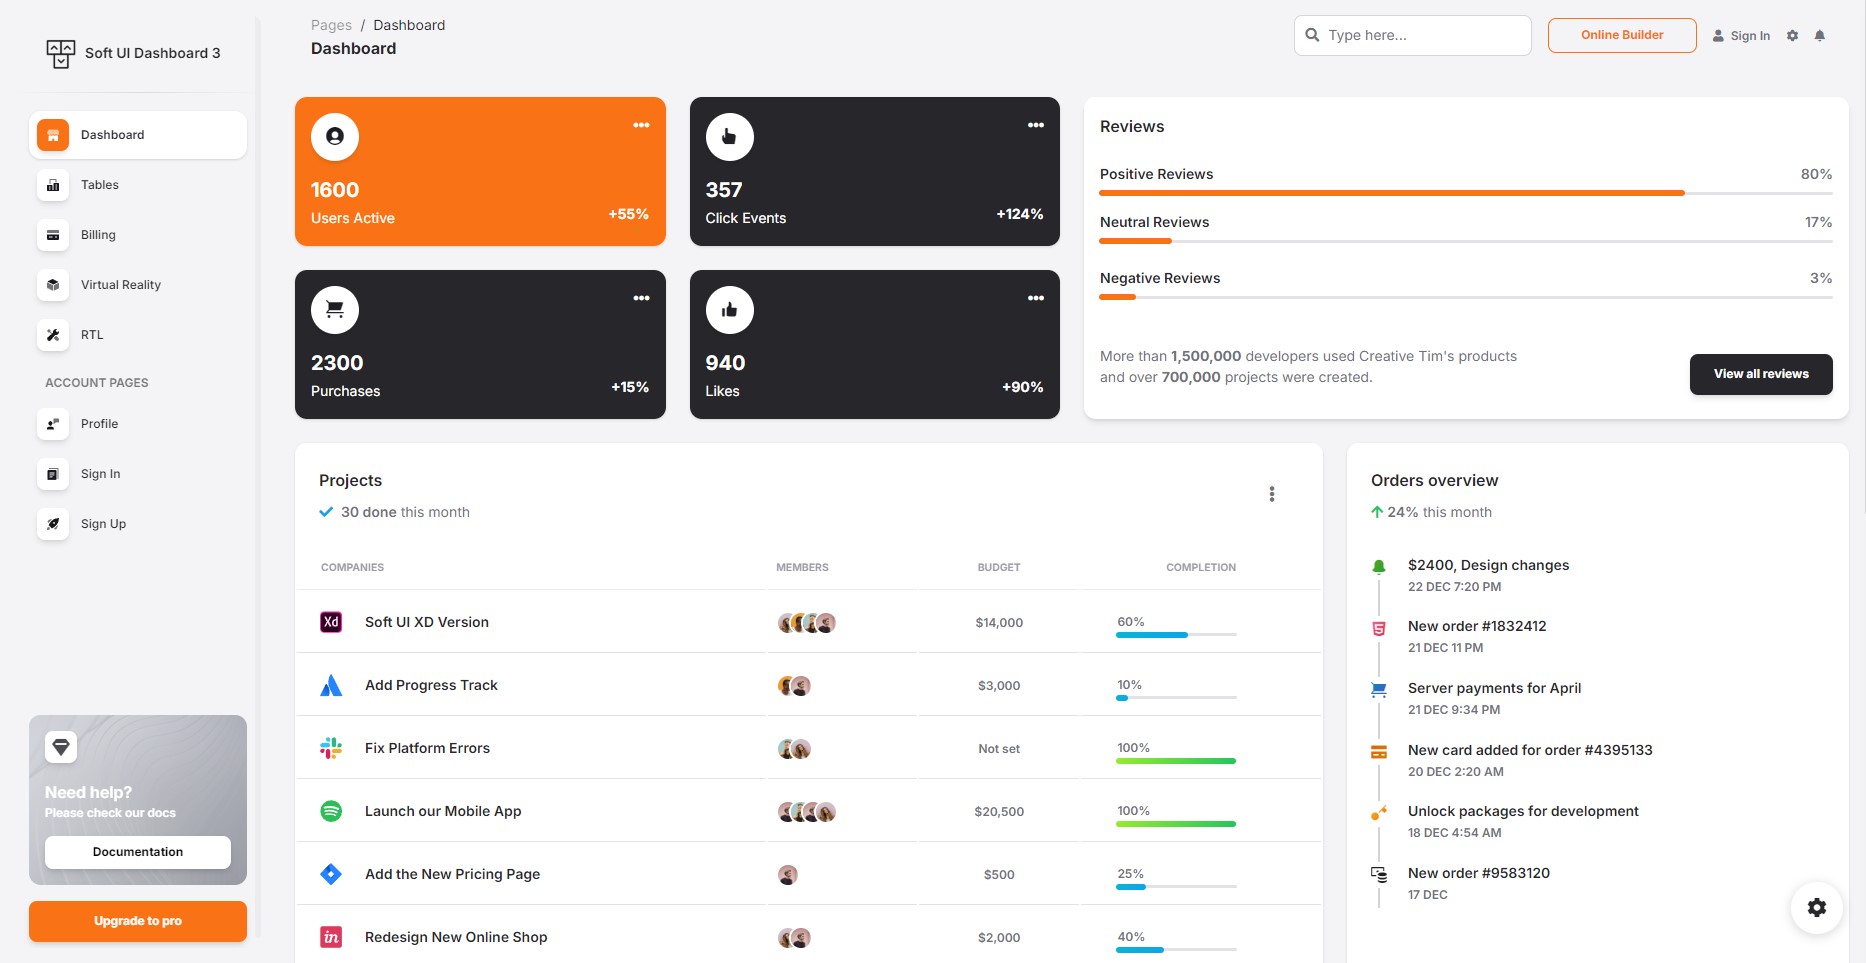 Soft UI Dashboard 3
Dashboard
Tables
Billing
Virtual Reality
RTL
ACCOUNT PAGES
Profile
Sign In
Sign Up
Need help?
Please check our docs
Documentation
Upgrade to pro
Pages / Dashboard
Dashboard
Type here...
Online Builder
Sign In
1600
Users Active
+55%
357
Click Events
+124%
2300
Purchases
+15%
940
Likes
+90%
Reviews
Positive Reviews 80%
Neutral Reviews 17%
Negative Reviews 3%
More than 1,500,000 developers used Creative Tim's products
and over 700,000 projects were created.
View all reviews
Projects
30 done this month
COMPANIES MEMBERS BUDGET COMPLETION
Xd Soft UI XD Version $14,000 60%
Add Progress Track $3,000 10%
Fix Platform Errors Not set 100%
Launch our Mobile App $20,500 100%
Add the New Pricing Page $500 25%
in Redesign New Online Shop $2,000 40%
Orders overview
24% this month
$2400, Design changes
22 DEC 7:20 PM
New order #1832412
21 DEC 11 PM
Server payments for April
21 DEC 9:34 PM
New card added for order #4395133
20 DEC 2:20 AM
Unlock packages for development
18 DEC 4:54 AM
New order #9583120
17 DEC